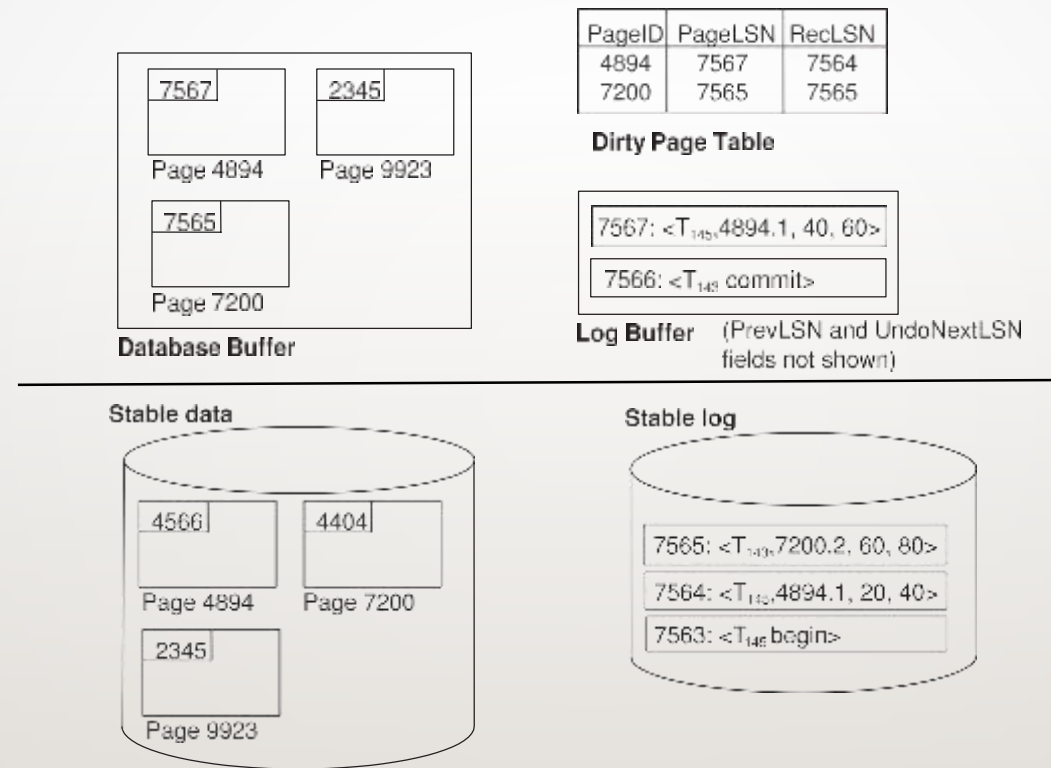 PageID PageLSN RecLSN
4894 7567 7564
7200 7565 7565
Dirty Page Table
7567
Page 4894
2345
Page 9923
7565
Page 7200
Database Buffer
7567: <T145,4894.1, 40, 60>
7566: <T143 commit>
Log Buffer
(PrevLSN and UndoNextLSN
fields not shown)
Stable data
4566
Page 4894
4404
Page 7200
2345
Page 9923
Stable log
7565: <T143,7200.2, 60, 80>
7564: <T145,4894.1, 20, 40>
7563: <T145 begin>